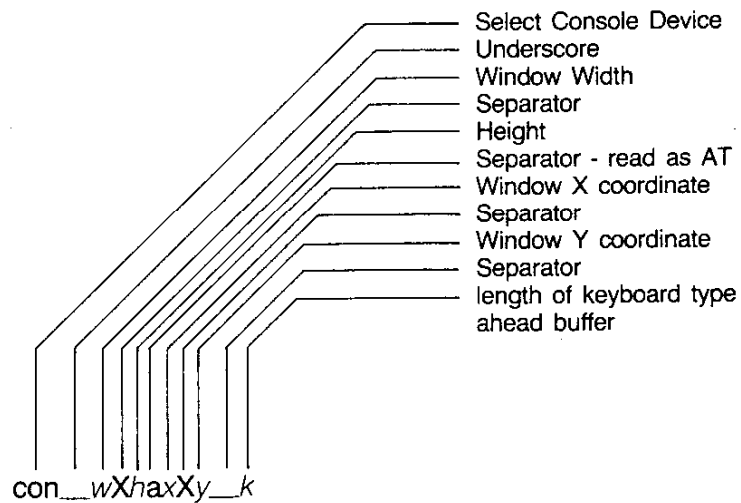 Select Console Device
Underscore
Window Width
Separator
Height
Separator - read as AT
Window X coordinate
Separator
Window Y coordinate
Separator
length of keyboard type
ahead buffer
con__wXhaxXy__k